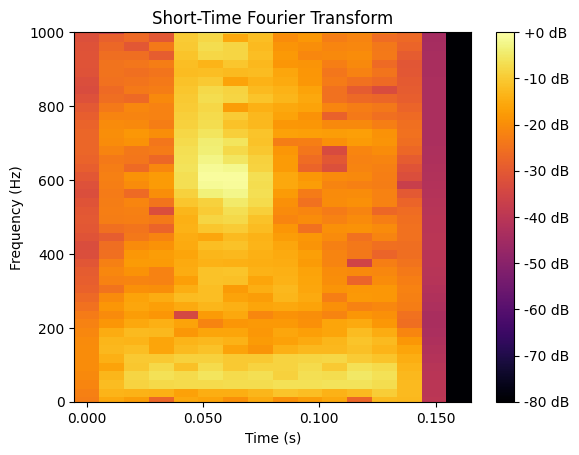 Short-Time Fourier Transform
1000
800
600
400
200
0
Frequency (Hz)
0.000
0.050
0.100
0.150
Time (s)
+0 dB
-10 dB
-20 dB
-30 dB
-40 dB
-50 dB
-60 dB
-70 dB
-80 dB